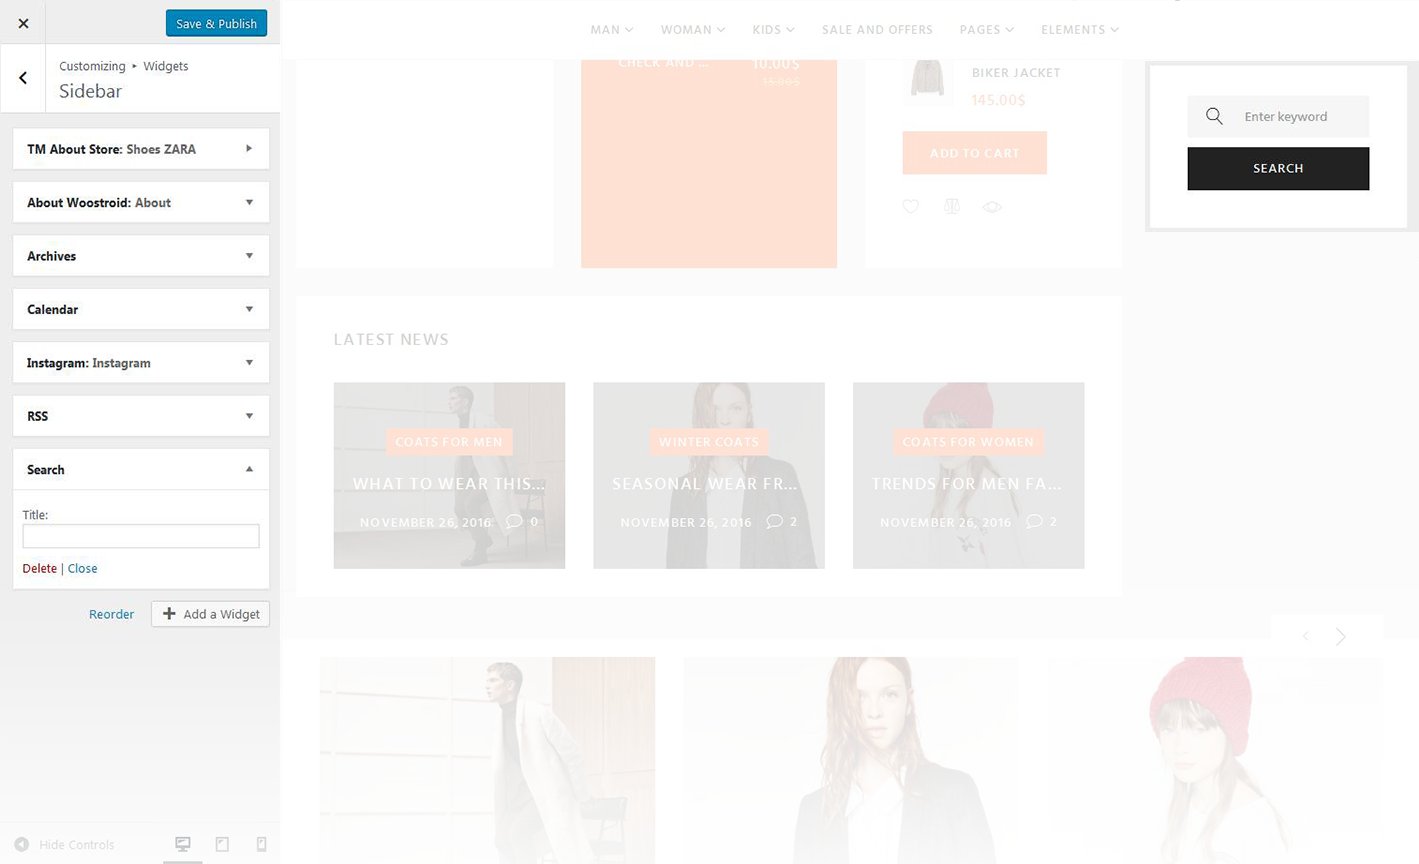 Save & Publish
Customizing ▸ Widgets
Sidebar
TM About Store: Shoes ZARA
About Woostroid: About
Archives
Calendar
Instagram: Instagram
RSS
Search
Title:
Delete | Close
Reorder
Add a Widget
Hide Controls
MAN WOMAN KIDS SALE AND OFFERS PAGES ELEMENTS
CHECK AND ... 10.00$
13.00$
BIKER JACKET
145.00$
ADD TO CART
Enter keyword
SEARCH
LATEST NEWS
COATS FOR MEN
WHAT TO WEAR THIS...
NOVEMBER 26, 2016 0
WINTER COATS
SEASONAL WEAR FR...
NOVEMBER 26, 2016 2
COATS FOR WOMEN
TRENDS FOR MEN FA...
NOVEMBER 26, 2016 2